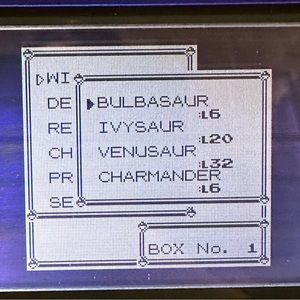 WI
DE
RE
CH
PR
SE
BULBASAUR
:L6
IVYSAUR
:L20
VENUSAUR
:L32
CHARMANDER
:L6
BOX No. 1